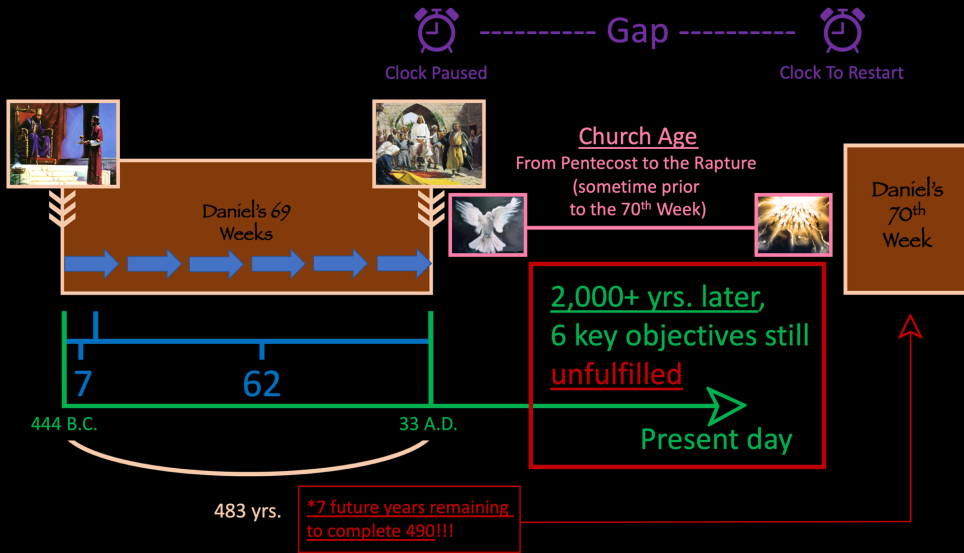 ---------- Gap ----------
Clock Paused
Clock To Restart
Church Age
From Pentecost to the Rapture
(sometime prior
to the 70th Week)
Daniel's 69
Weeks
Daniel's
70th
Week
2,000+ yrs. later,
6 key objectives still
unfulfilled
7
62
444 B.C.
33 A.D.
Present day
483 yrs.
*7 future years remaining
to complete 490!!!